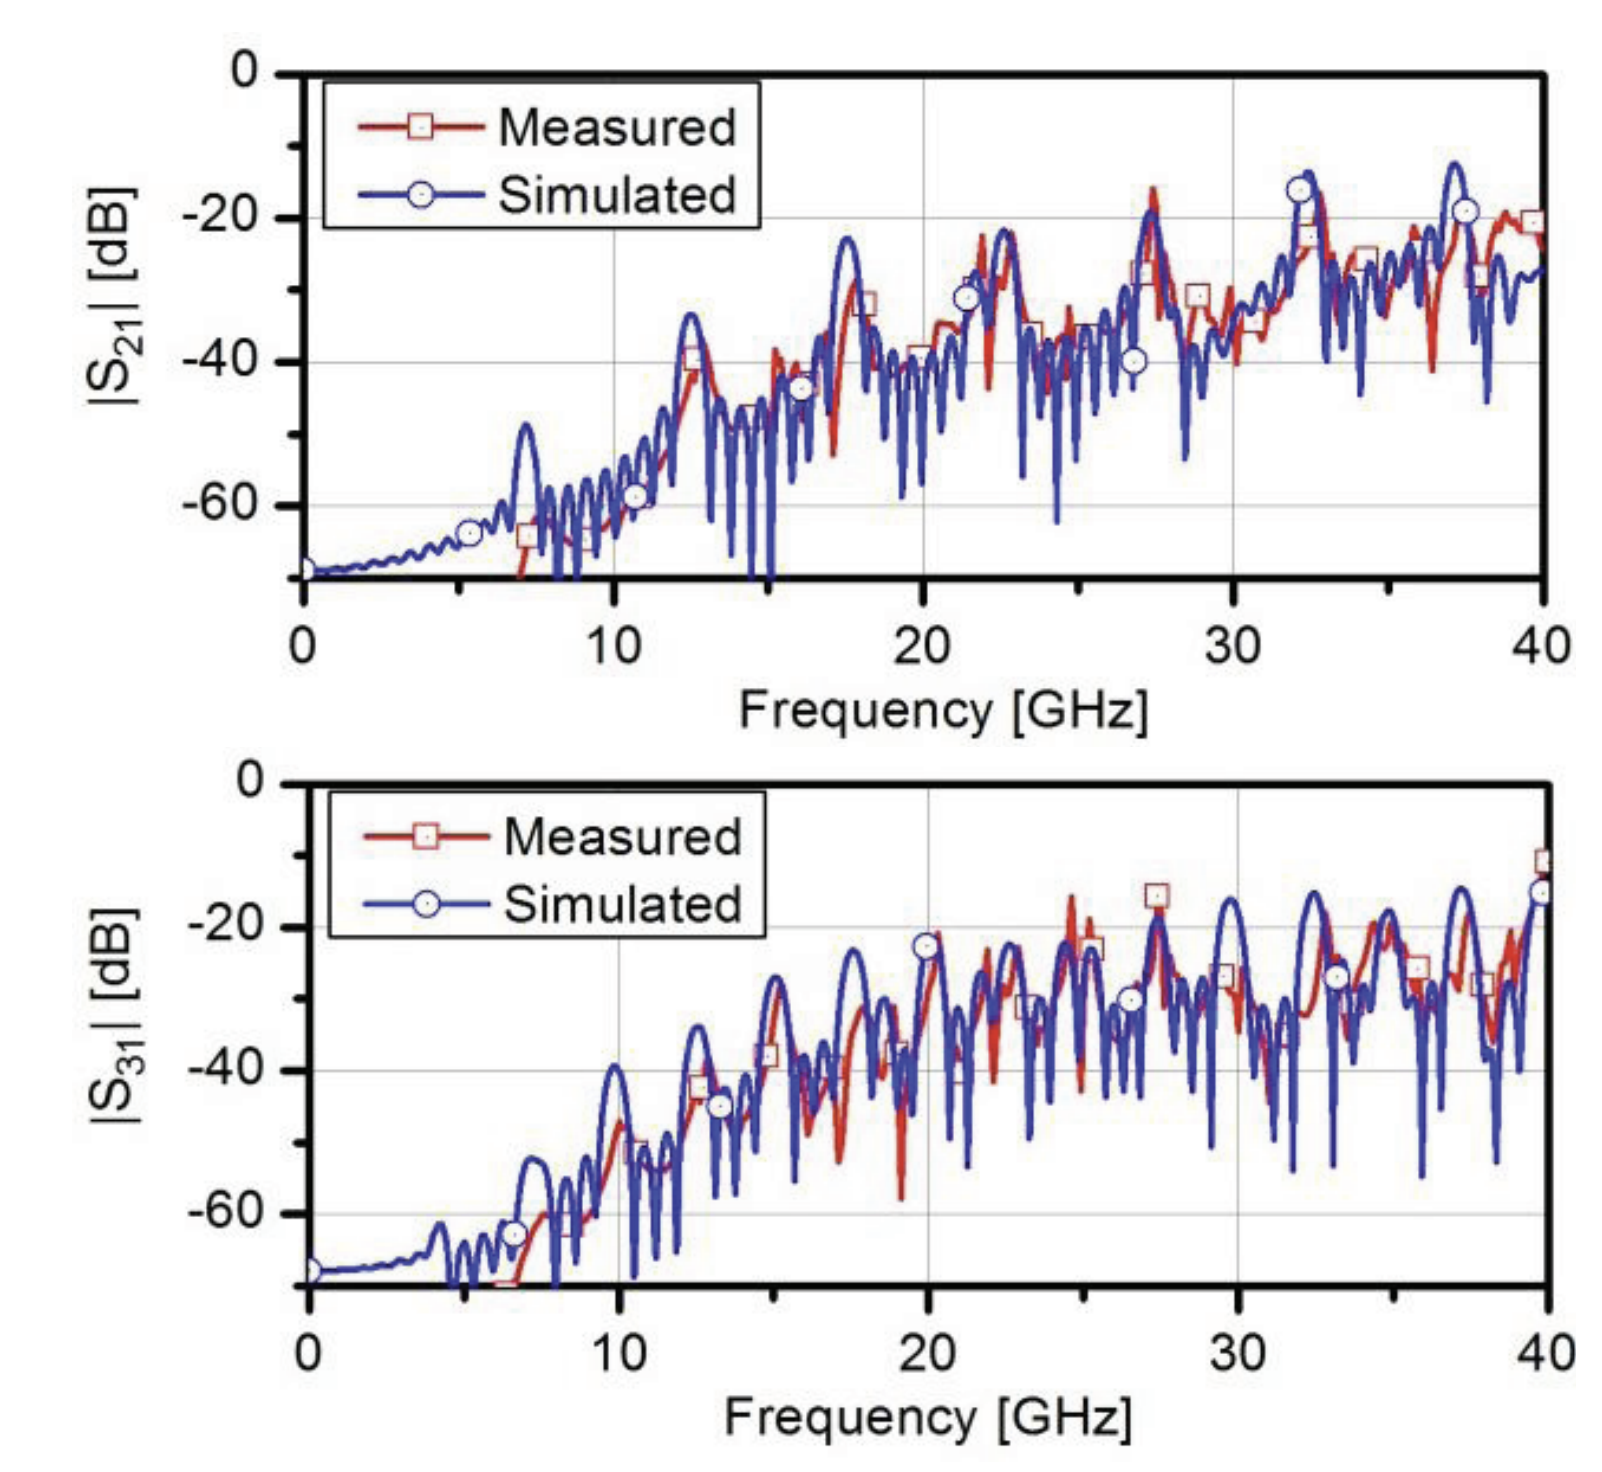 0
-20
-40
-60
|S21| [dB]
Measured
Simulated
0 10 20 30 40
Frequency [GHz]
0
-20
-40
-60
|S31| [dB]
Measured
Simulated
0 10 20 30 40
Frequency [GHz]